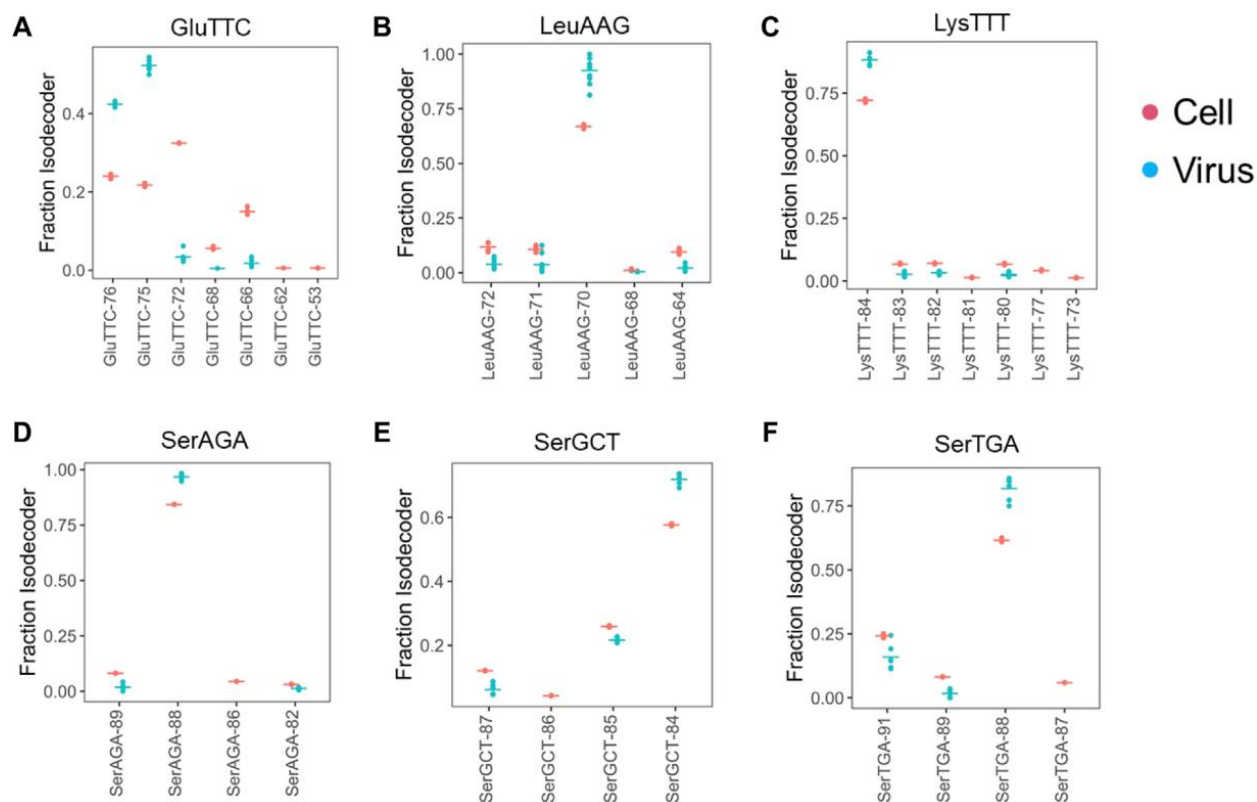 A
GluTTC
Fraction Isodecoder
0.4
0.2
0.0
GluTTC-76
GluTTC-75
GluTTC-72
GluTTC-68
GluTTC-66
GluTTC-62
GluTTC-53
B
LeuAAG
Fraction Isodecoder
1.00
0.75
0.50
0.25
0.00
LeuAAG-72
LeuAAG-71
LeuAAG-70
LeuAAG-68
LeuAAG-64
C
LysTTT
Fraction Isodecoder
0.75
0.50
0.25
0.00
LysTTT-84
LysTTT-83
LysTTT-82
LysTTT-81
LysTTT-80
LysTTT-77
LysTTT-73
Cell
Virus
D
SerAGA
Fraction Isodecoder
1.00
0.75
0.50
0.25
0.00
SerAGA-89
SerAGA-88
SerAGA-86
SerAGA-82
E
SerGCT
Fraction Isodecoder
0.6
0.4
0.2
SerGCT-87
SerGCT-86
SerGCT-85
SerGCT-84
F
SerTGA
Fraction Isodecoder
0.75
0.50
0.25
0.00
SerTGA-91
SerTGA-89
SerTGA-88
SerTGA-87